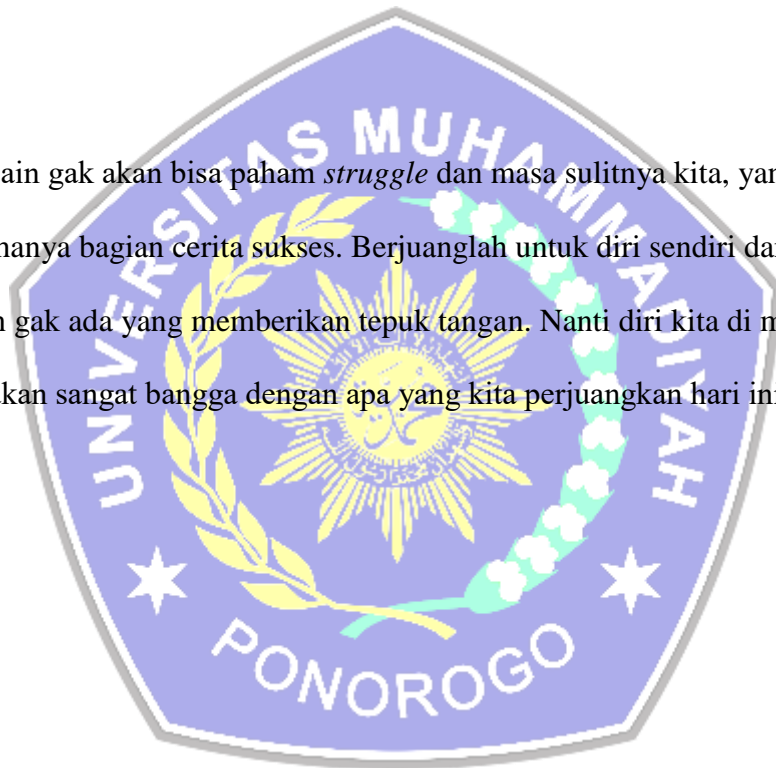 UNIVERSITAS MUHAMMADIYAH
ain gak akan bisa paham struggle dan masa sulitnya kita, yan
hanya bagian cerita sukses. Berjuanglah untuk diri sendiri dan
gak ada yang memberikan tepuk tangan. Nanti diri kita di m
akan sangat bangga dengan apa yang kita perjuangkan hari ini
PONOROGO